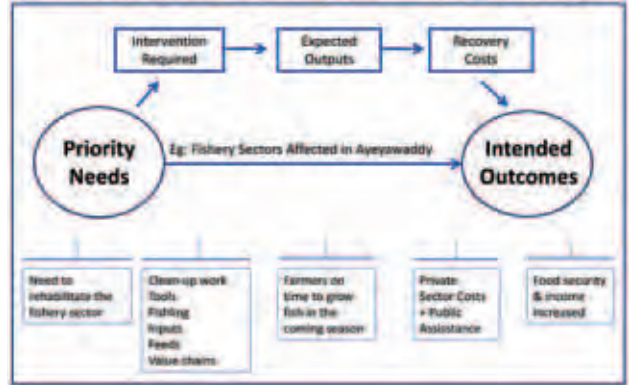 Intervention
Required
Expected
Outputs
Recovery
Costs
Priority
Needs
Eg: Fishery Sectors Affected in Ayeyawaddy
Intended
Outcomes
Need to
rehabilitate the
fishery sector
Clean-up work
Tools
Fishing
Inputs
Feeds
Value chains
Farmers on
time to grow
fish in the
coming season
Private
Sector Costs
+ Public
Assistance
Food security
& income
increased